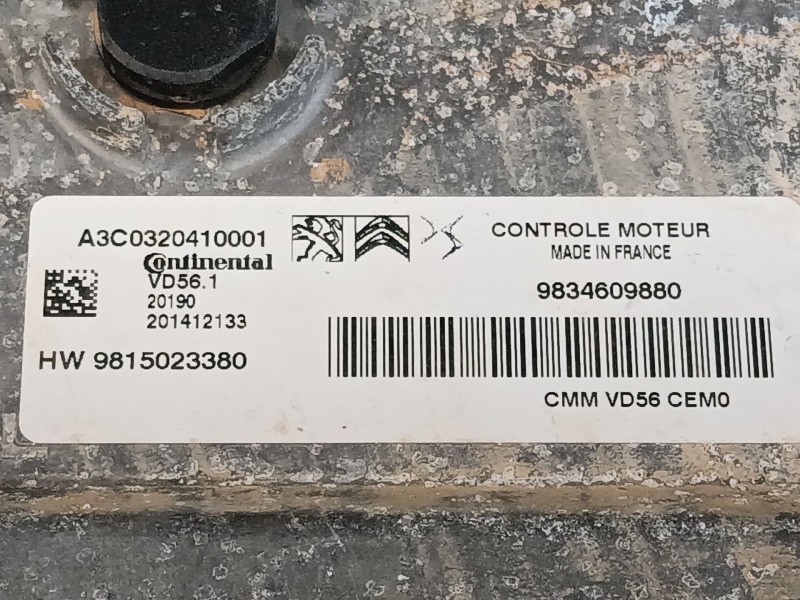 A3C0320410001
Continental
VD56.1
20190
201412133
HW 9815023380
CONTROLE MOTEUR
MADE IN FRANCE
9834609880
CMM VD56 CEM0